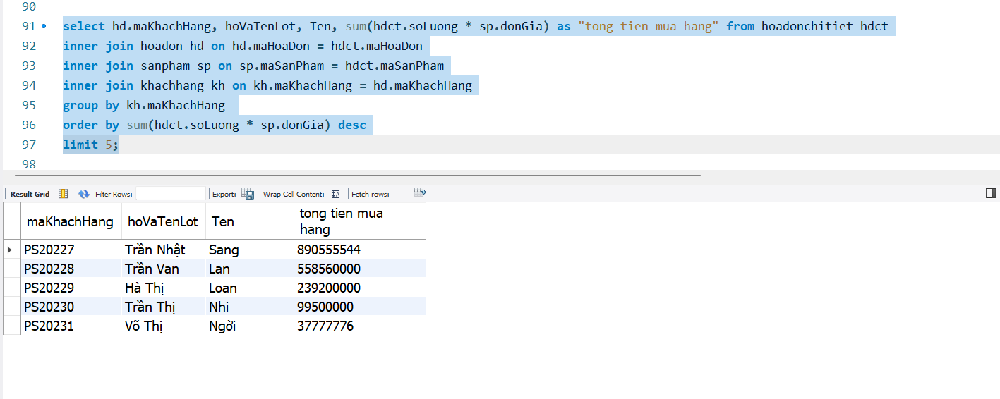 90
91 select hd.maKhachHang, hoVaTenLot, Ten, sum(hdct.soLuong * sp.donGia) as "tong tien mua hang" from hoadonchitiet hdct
92 inner join hoadon hd on hd.maHoaDon = hdct.maHoaDon
93 inner join sanpham sp on sp.maSanPham = hdct.maSanPham
94 inner join khachhang kh on kh.maKhachHang = hd.maKhachHang
95 group by kh.maKhachHang
96 order by sum(hdct.soLuong * sp.donGia) desc
97 limit 5;
98
Result Grid Filter Rows: Export: Wrap Cell Content: Fetch rows:
maKhachHang hoVaTenLot Ten tong tien mua
hang
PS20227 Trần Nhật Sang 890555544
PS20228 Trần Van Lan 558560000
PS20229 Hà Thị Loan 239200000
PS20230 Trần Thị Nhi 99500000
PS20231 Võ Thị Ngời 37777776